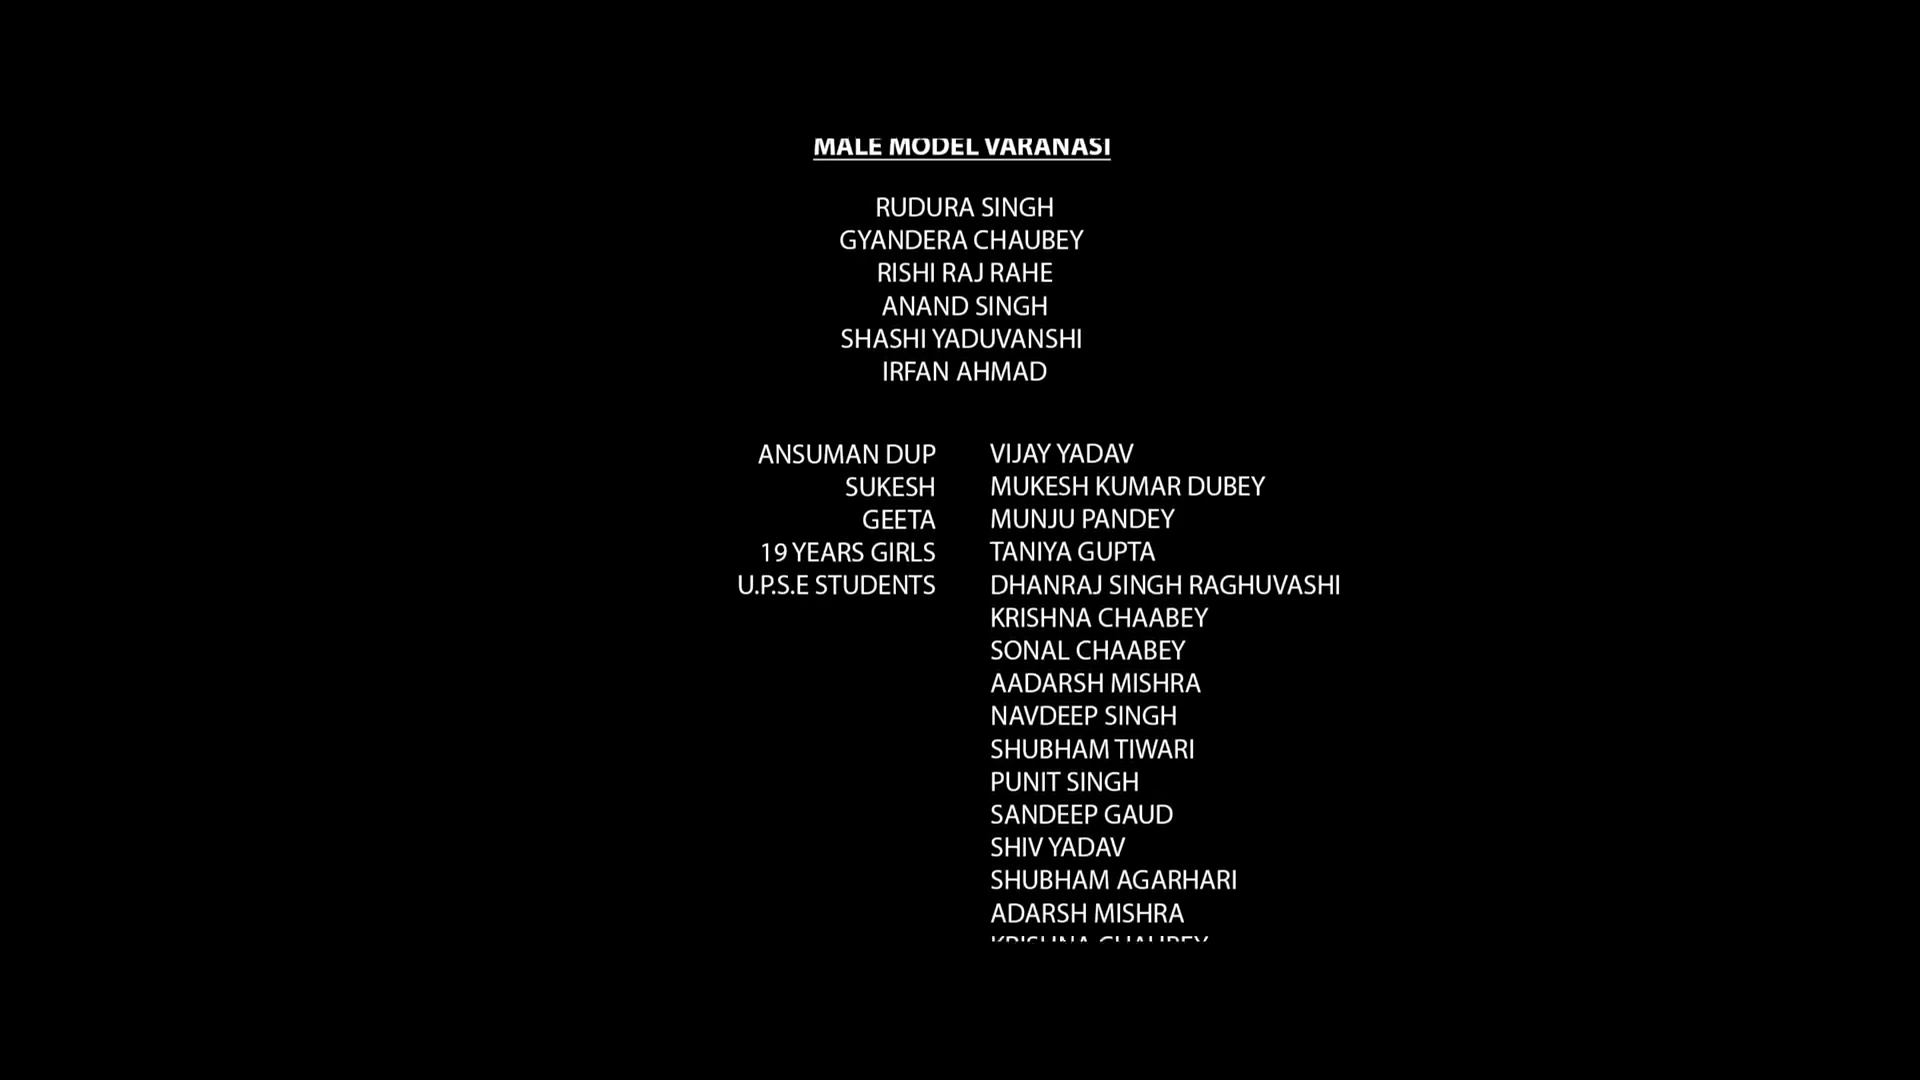 MALE MODEL VARANASI
RUDURA SINGH
GYANDERA CHAUBEY
RISHI RAJ RAHE
ANAND SINGH
SHASHI YADUVANSHI
IRFAN AHMAD
ANSUMAN DUP VIJAY YADAV
SUKESH MUKESH KUMAR DUBEY
GEETA MUNJU PANDEY
19 YEARS GIRLS TANIYA GUPTA
U.P.S.E STUDENTS DHANRAJ SINGH RAGHUVASHI
KRISHNA CHAABEY
SONAL CHAABEY
AADARSH MISHRA
NAVDEEP SINGH
SHUBHAM TIWARI
PUNIT SINGH
SANDEEP GAUD
SHIV YADAV
SHUBHAM AGARHARI
ADARSH MISHRA